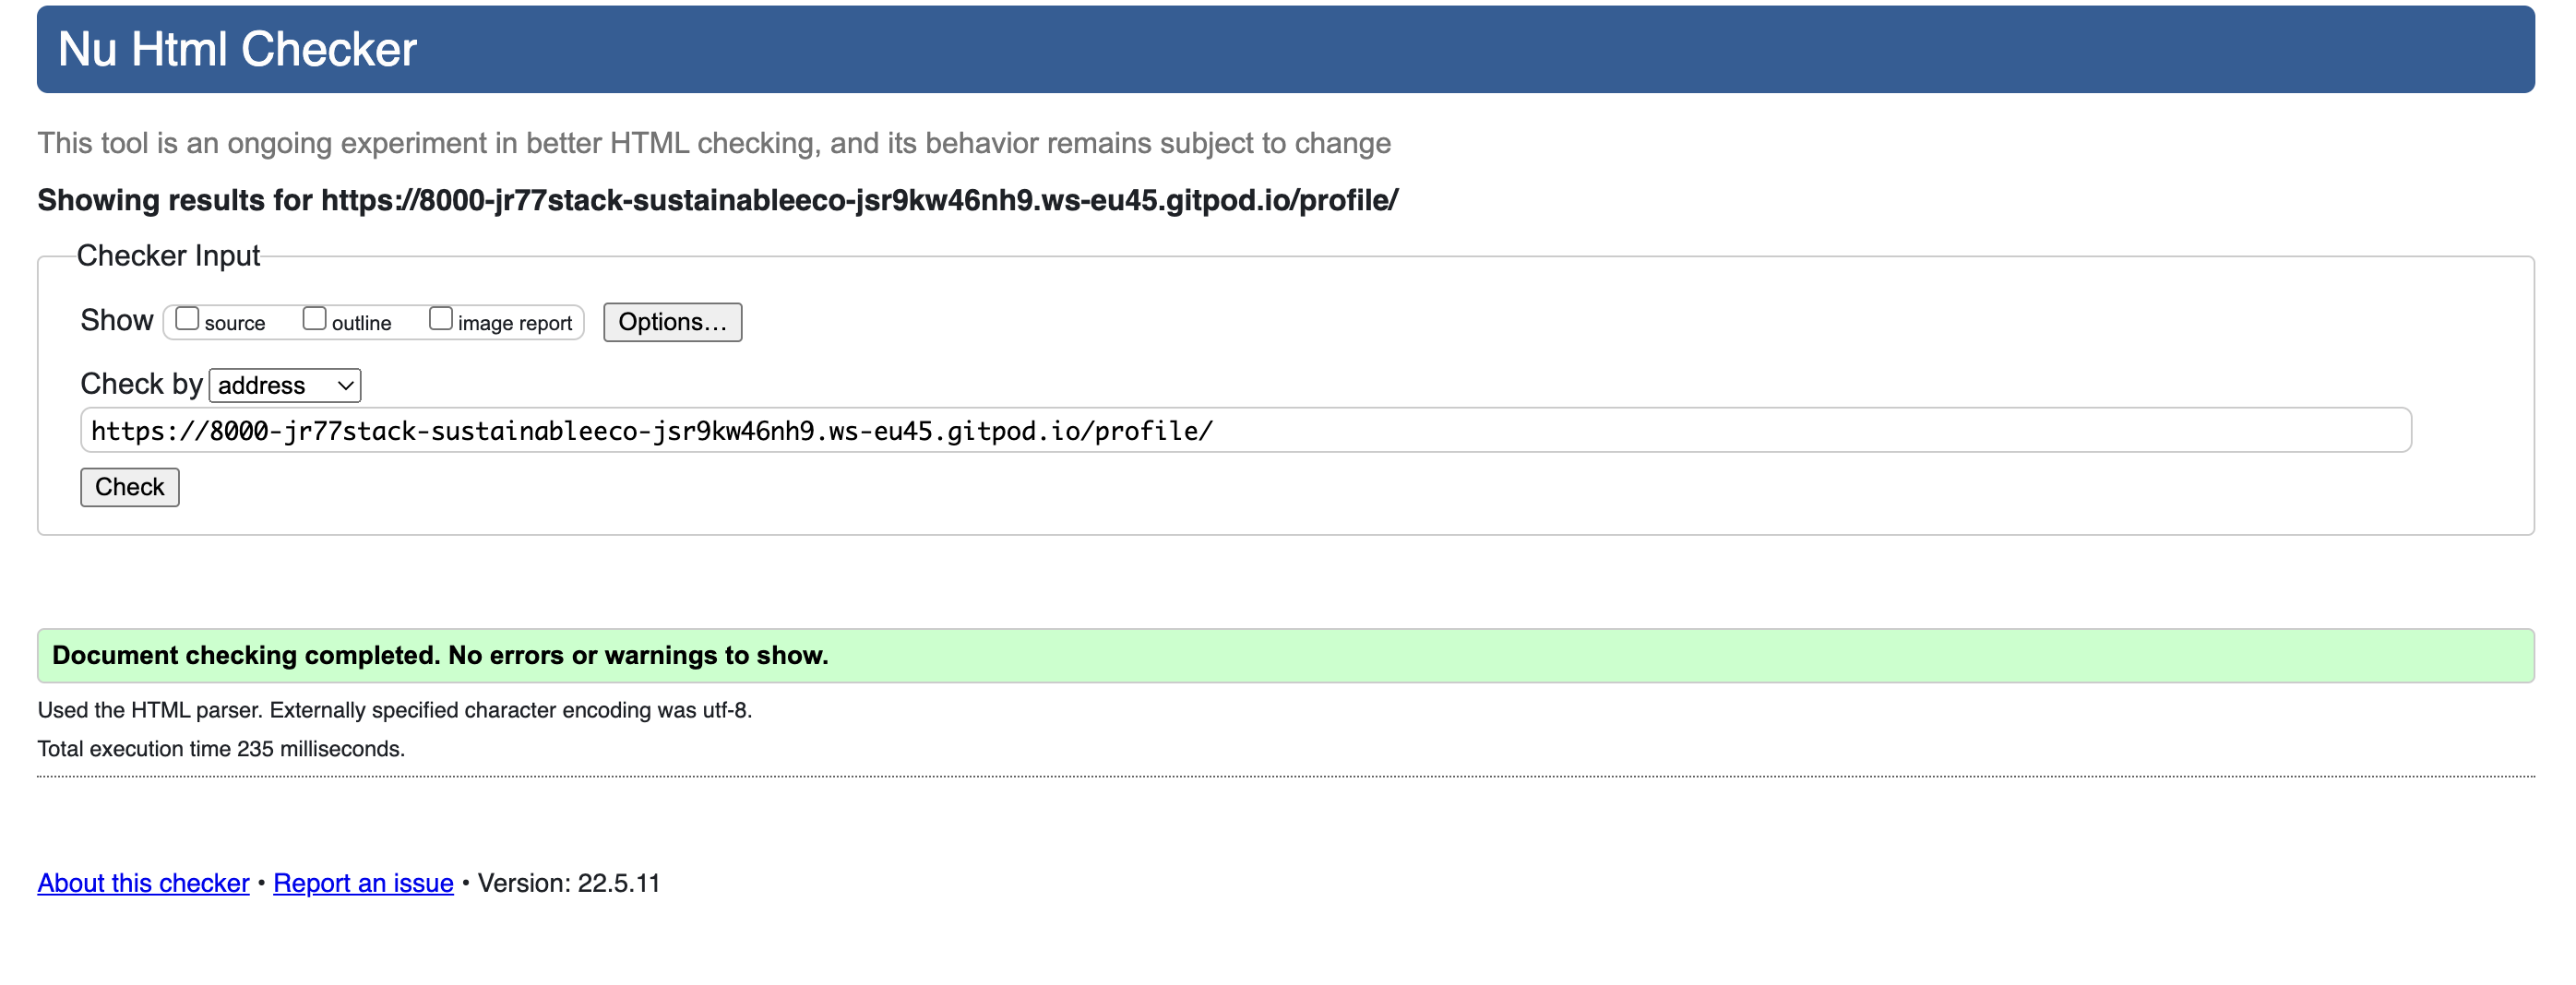 Nu Html Checker
This tool is an ongoing experiment in better HTML checking, and its behavior remains subject to change
Showing results for https://8000-jr77stack-sustainableeco-jsr9kw46nh9.ws-eu45.gitpod.io/profile/
Checker Input
Show source outline image report Options...
Check by address
https://8000-jr77stack-sustainableeco-jsr9kw46nh9.ws-eu45.gitpod.io/profile/
Check
Document checking completed. No errors or warnings to show.
Used the HTML parser. Externally specified character encoding was utf-8.
Total execution time 235 milliseconds.
About this checker • Report an issue • Version: 22.5.11